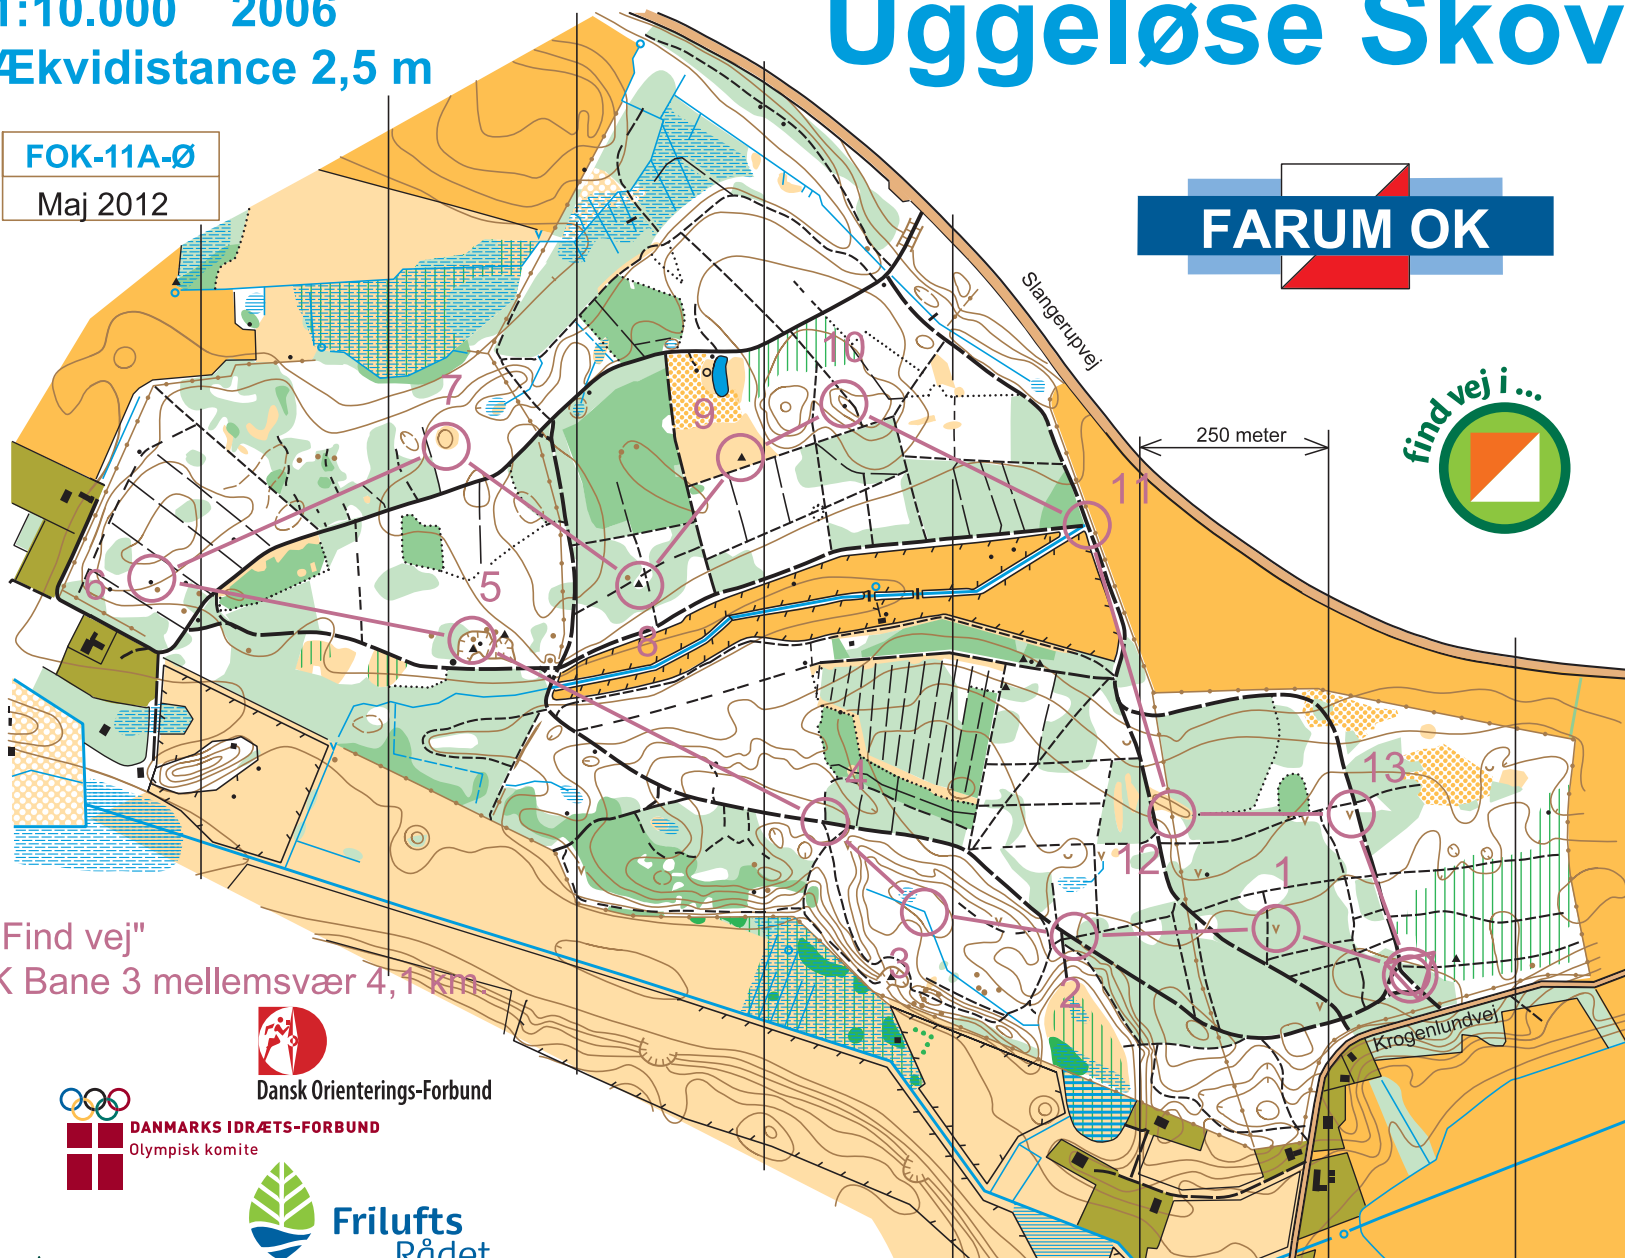 1:10.000 2006
Ækvidistance 2,5 m
Uggeløse Skov
FOK-11A-Ø
Maj 2012
FARUM OK
Slangerupvej
find vej i ...
250 meter
10
7
9
11
6
5
8
4
13
12
1
3
2
Krogenlundvej
"Find vej"
K Bane 3 mellemsvær 4,1 km.
Dansk Orienterings-Forbund
DANMARKS IDRÆTS-FORBUND
Olympisk komite
Frilufts
Rådet